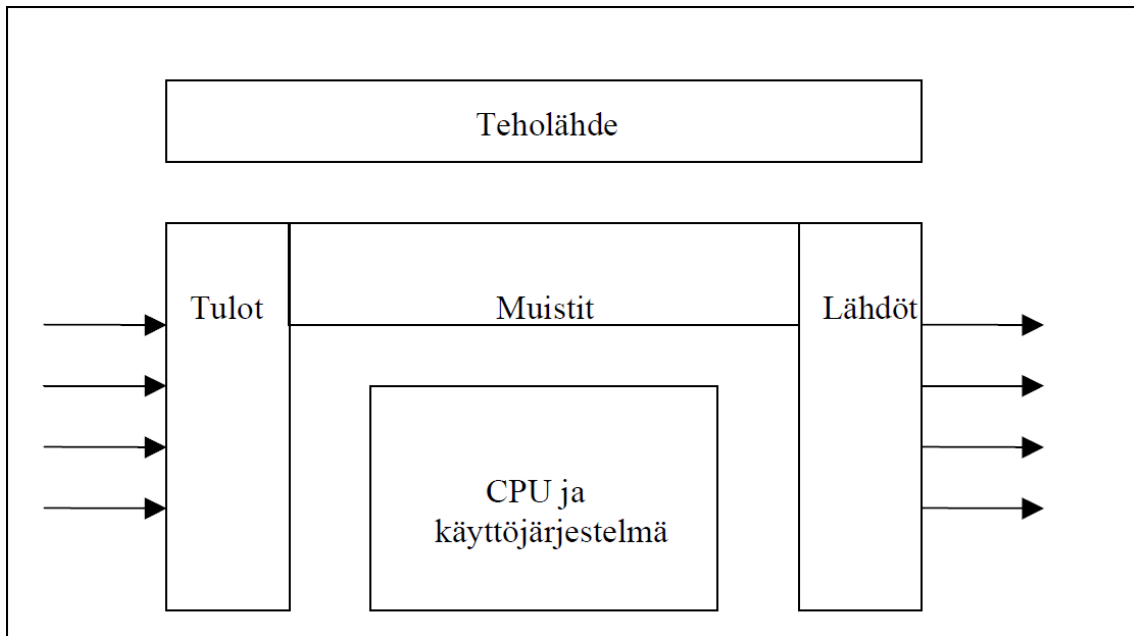 Teholähde
Tulot
Muistit
Lähdöt
CPU ja
käyttöjärjestelmä